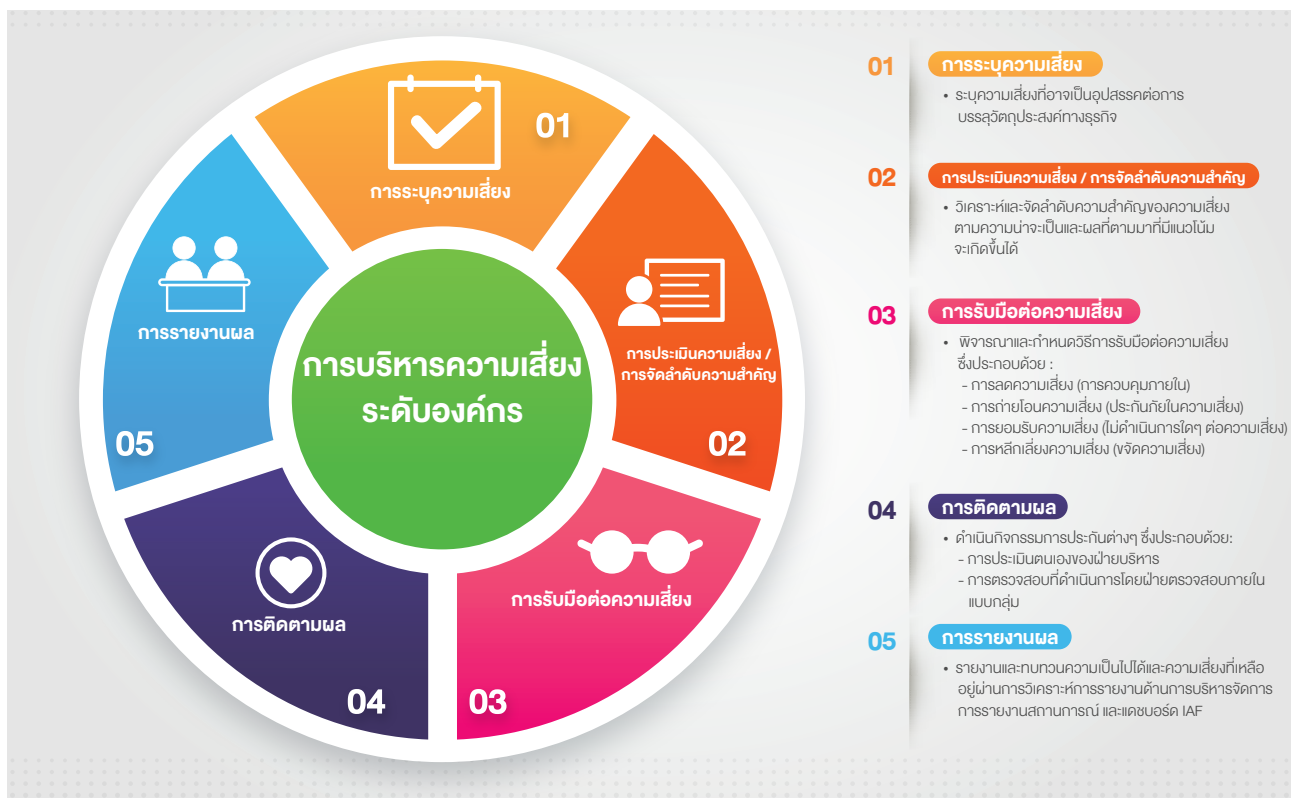 01
การระบุความเสี่ยง
การประเมินความเสี่ยง /
การจัดลำดับความสำคัญ
02
การรับมือต่อความเสี่ยง
03
การติดตามผล
04
การรายงานผล
05
การบริหารความเสี่ยง
ระดับองค์กร
01 การระบุความเสี่ยง
• ระบุความเสี่ยงที่อาจเป็นอุปสรรคต่อการ
บรรลุวัตถุประสงค์ทางธุรกิจ
02 การประเมินความเสี่ยง / การจัดลำดับความสำคัญ
• วิเคราะห์และจัดลำดับความสำคัญของความเสี่ยง
ตามความน่าจะเป็นและผลที่ตามมาที่มีแนวโน้ม
จะเกิดขึ้นได้
03 การรับมือต่อความเสี่ยง
• พิจารณาและกำหนดวิธีการรับมือต่อความเสี่ยง
ซึ่งประกอบด้วย :
- การลดความเสี่ยง (การควบคุมภายใน)
- การถ่ายโอนความเสี่ยง (ประกันภัยในความเสี่ยง)
- การยอมรับความเสี่ยง (ไม่ดำเนินการใดๆ ต่อความเสี่ยง)
- การหลีกเลี่ยงความเสี่ยง (ขจัดความเสี่ยง)
04 การติดตามผล
• ดำเนินกิจกรรมการประกันต่างๆ ซึ่งประกอบด้วย:
- การประเมินตนเองของฝ่ายบริหาร
- การตรวจสอบที่ดำเนินการโดยฝ่ายตรวจสอบภายใน
แบบกลุ่ม
05 การรายงานผล
• รายงานและทบทวนความเป็นไปได้และความเสี่ยงที่เหลือ
อยู่ผ่านการวิเคราะห์การรายงานด้านการบริหารจัดการ
การรายงานสถานการณ์ และแดชบอร์ด IAF